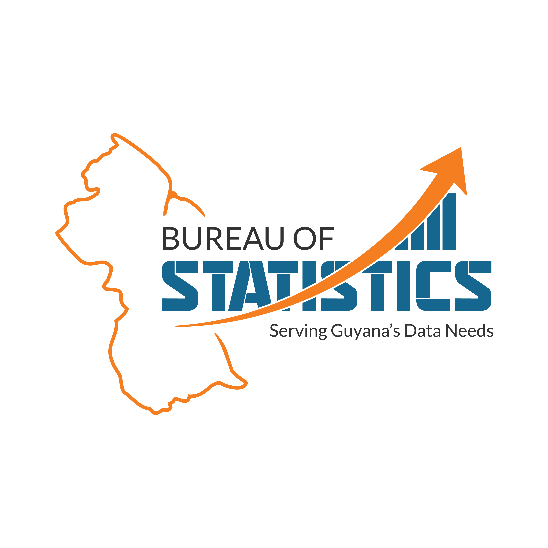 BUREAU OF
STATISTICS
Serving Guyana's Data Needs